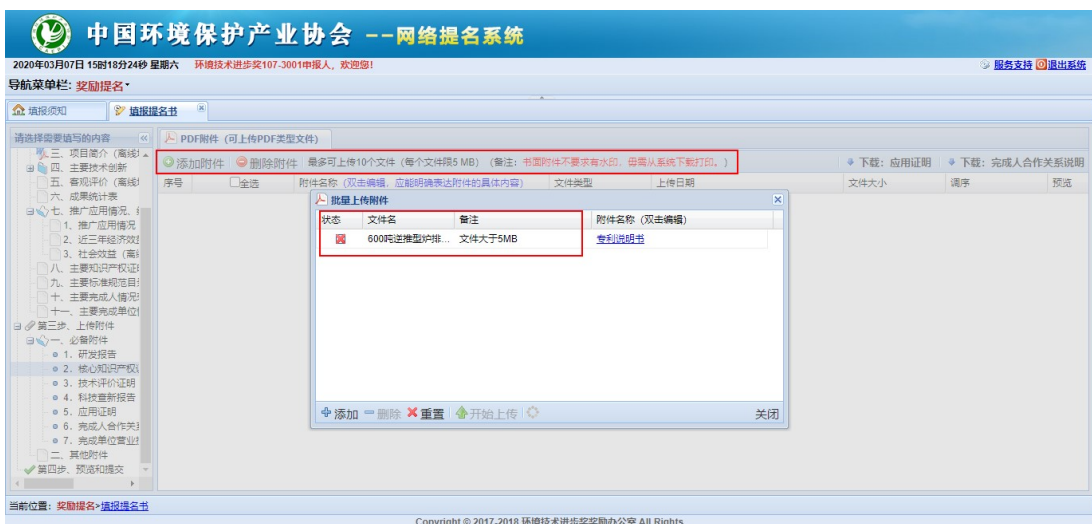 中国环境保护产业协会 --网络提名系统
2020年03月07日 15时18分24秒 星期六 环境技术进步奖107-3001申报人，欢迎您! 服务支持 退出系统
导航菜单栏: 奖励提名
填报须知 填报提名书
请选择需要填写的内容 PDF附件（可上传PDF类型文件）
三、项目简介（离线
添加附件 删除附件 最多可上传10个文件（每个文件限5 MB）（备注：书面附件不要求有水印，毋需从系统下载打印。） 下载：应用证明 下载：完成人合作关系说明
四、主要技术创新
五、客观评价（离线
序号 全选 附件名称（双击编辑，应能明确表达附件的具体内容） 文件类型 上传日期 文件大小 调序 预览
六、成果统计表
批量上传附件
七、推广应用情况、
状态 文件名 备注 附件名称（双击编辑）
1、推广应用情况
600吨逆推型炉排... 文件大于5MB 专利说明书
2、近三年经济效益
3、社会效益（离线
八、主要知识产权证
九、主要标准规范目
十、主要完成人情况
十一、主要完成单位
第三步、上传附件
一、必备附件
1、研发报告
2、核心知识产权
3、技术评价证明
4、科技查新报告
5、应用证明
添加 删除 重置 开始上传 关闭
6、完成人合作关
7、完成单位营业
二、其他附件
第四步、预览和提交
当前位置：奖励提名>填报提名书
Copyright © 2017-2018 环境技术进步奖奖励办公室 All Rights